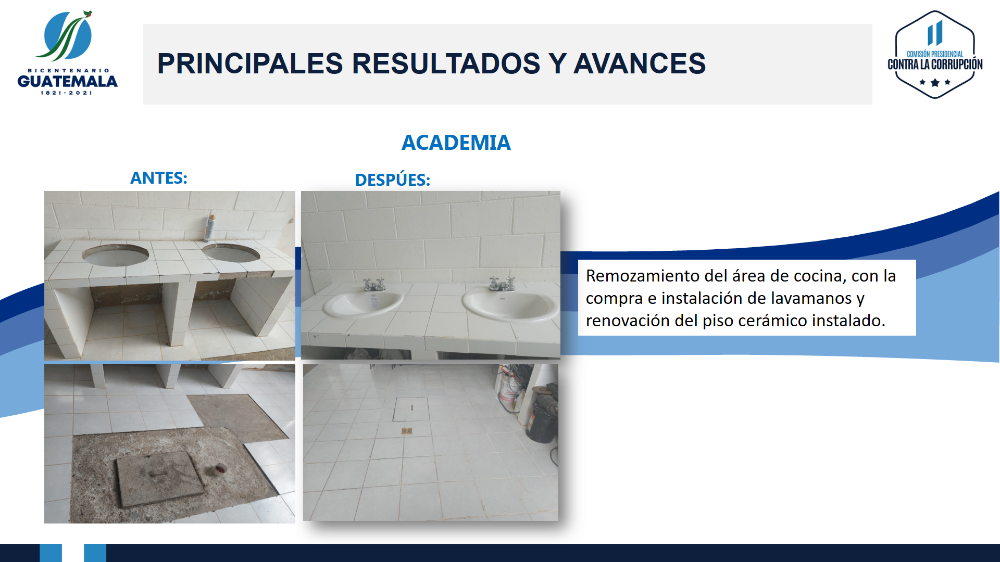 BICENTENARIO
GUATEMALA
1821-2021
PRINCIPALES RESULTADOS Y AVANCES
COMISIÓN PRESIDENCIAL
CONTRA LA CORRUPCIÓN
ACADEMIA
ANTES:
DESPÚES:
Remozamiento del área de cocina, con la
compra e instalación de lavamanos y
renovación del piso cerámico instalado.